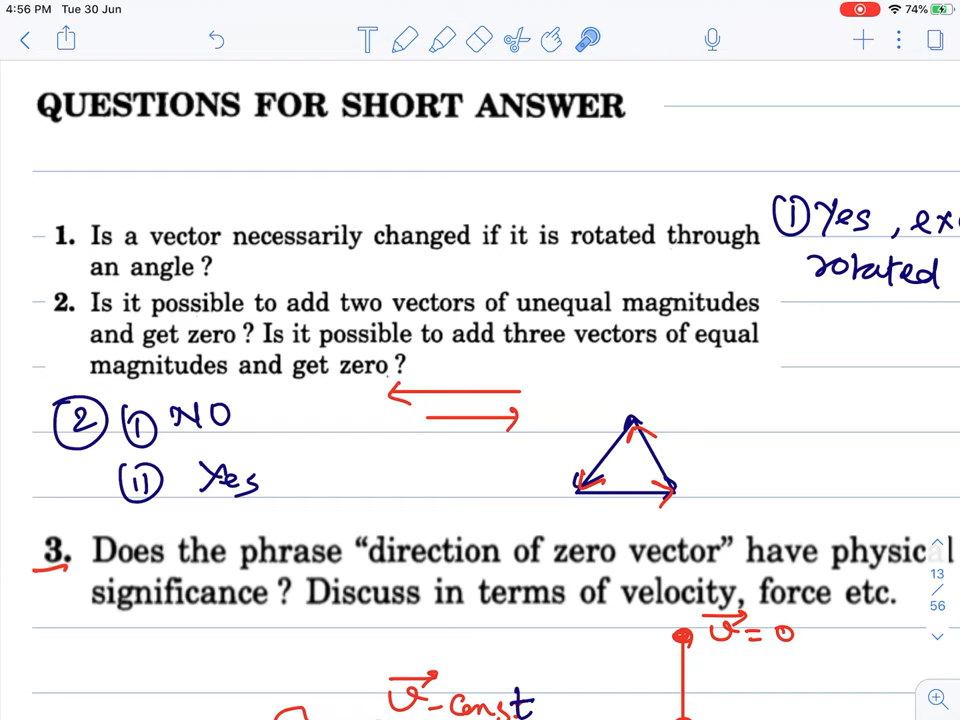 4:56 PM Tue 30 Jun 74%
T
QUESTIONS FOR SHORT ANSWER
1. Is a vector necessarily changed if it is rotated through
an angle ?
① Yes , exc
rotated
2. Is it possible to add two vectors of unequal magnitudes
and get zero ? Is it possible to add three vectors of equal
magnitudes and get zero ?
② (i) NO
(ii) Yes
3. Does the phrase “direction of zero vector” have physical
significance ? Discuss in terms of velocity, force etc.
13
/
56
v⃗ = 0
v⃗ - const